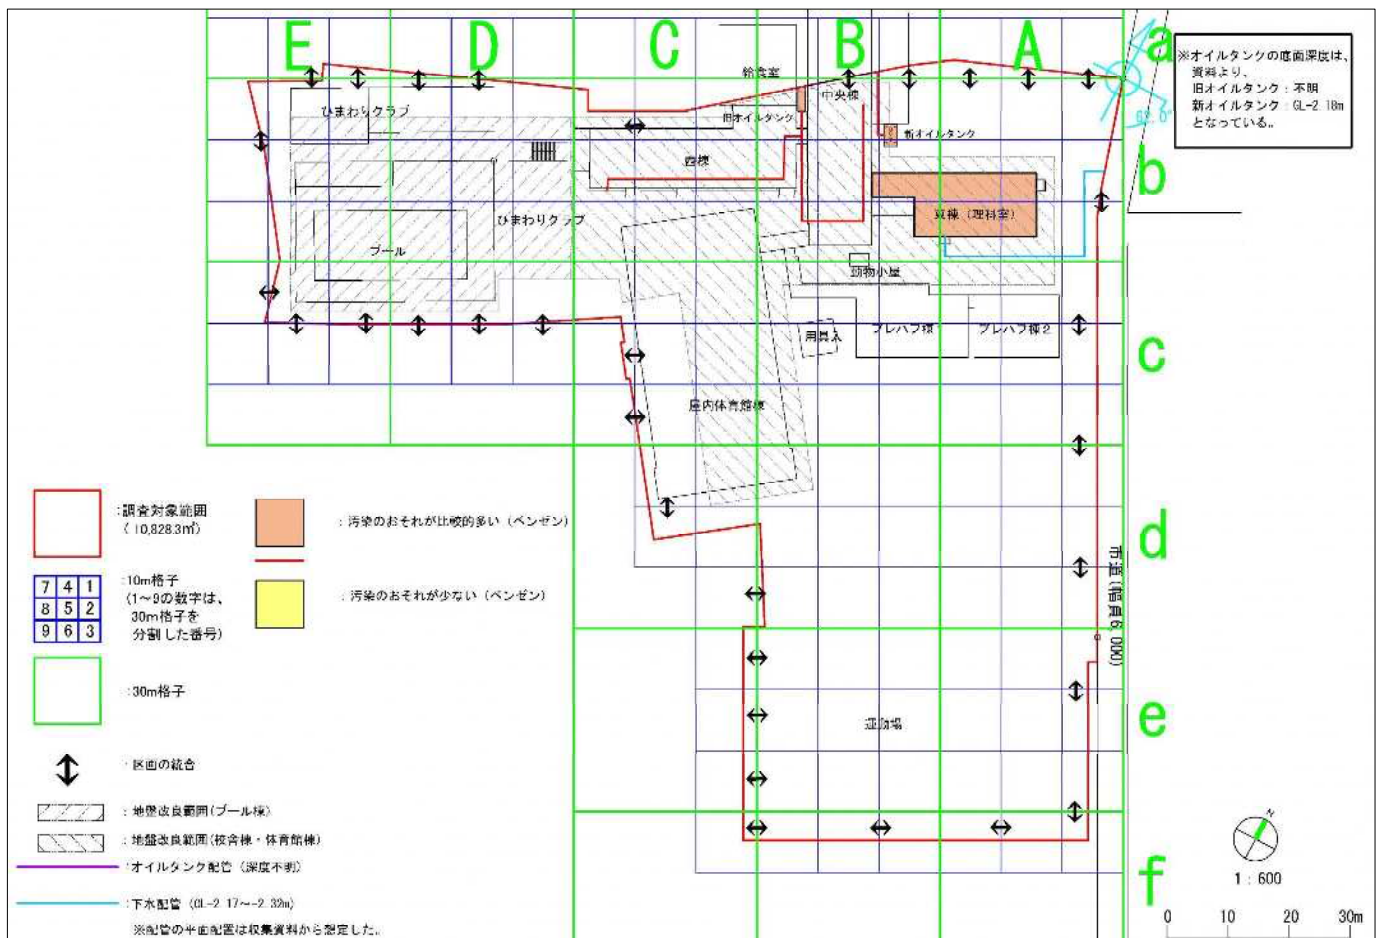 E
D
C
B
A
a
b
c
d
e
f
※オイルタンクの底面深度は、
資料より、
旧オイルタンク：不明
新オイルタンク：GL-2.18m
となっている。
給食室
中央棟
ひまわりクラブ
旧オイルタンク
新オイルタンク
西棟
東棟（理科室）
ひまわりクラブ
プール
動物小屋
用具入
プレハブ棟
プレハブ棟2
屋内体育館棟
市道(幅員6.000)
運動場
:調査対象範囲
（10,828.3㎡）
:汚染のおそれが比較的多い（ベンゼン）
7 4 1
8 5 2
9 6 3
:10m格子
(1～9の数字は、
30m格子を
分割した番号)
:汚染のおそれが少ない（ベンゼン）
:30m格子
:区画の統合
:地盤改良範囲(プール棟)
:地盤改良範囲(校舎棟・体育館棟)
:オイルタンク配管（深度不明）
:下水配管（GL-2.17～-2.32m)
※配管の平面配置は収集資料から想定した。
N
1：600
0 10 20 30m